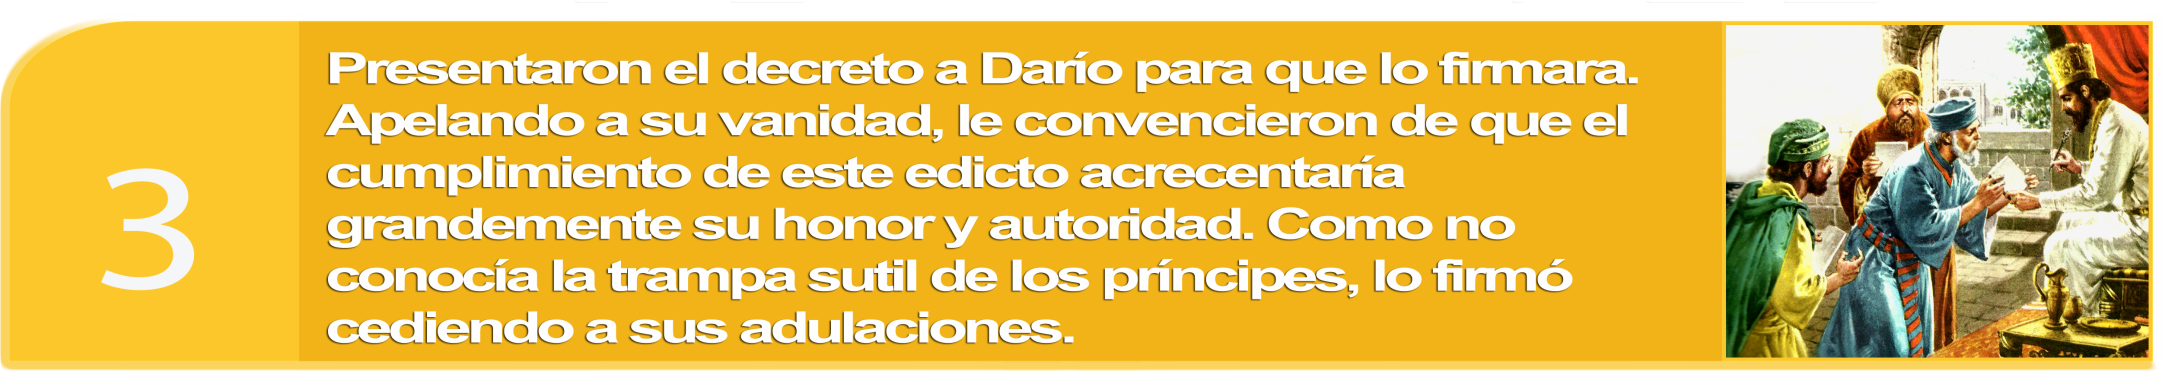 3
Presentaron el decreto a Darío para que lo firmara.
Apelando a su vanidad, le convencieron de que el
cumplimiento de este edicto acrecentaría
grandemente su honor y autoridad. Como no
conocía la trampa sutil de los príncipes, lo firmó
cediendo a sus adulaciones.